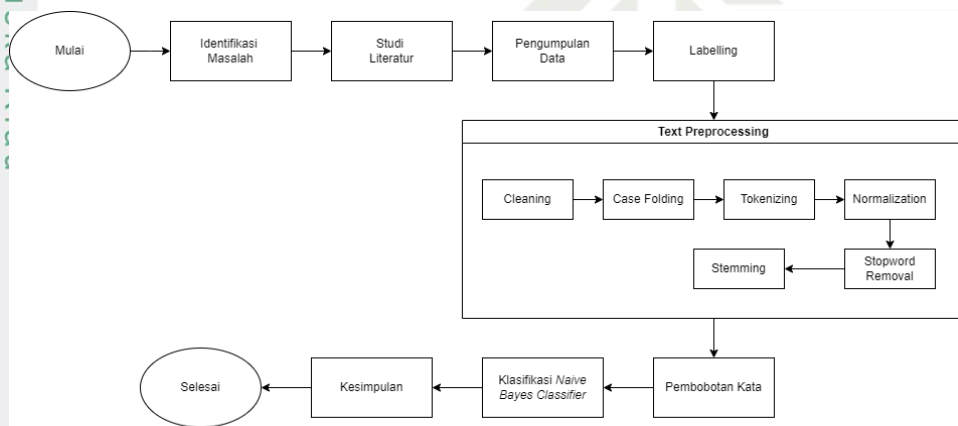 Mulai
Identifikasi
Masalah
Studi
Literatur
Pengumpulan
Data
Labelling
Text Preprocessing
Cleaning
Case Folding
Tokenizing
Normalization
Stopword
Removal
Stemming
Pembobotan Kata
Klasifikasi Naive
Bayes Classifier
Kesimpulan
Selesai